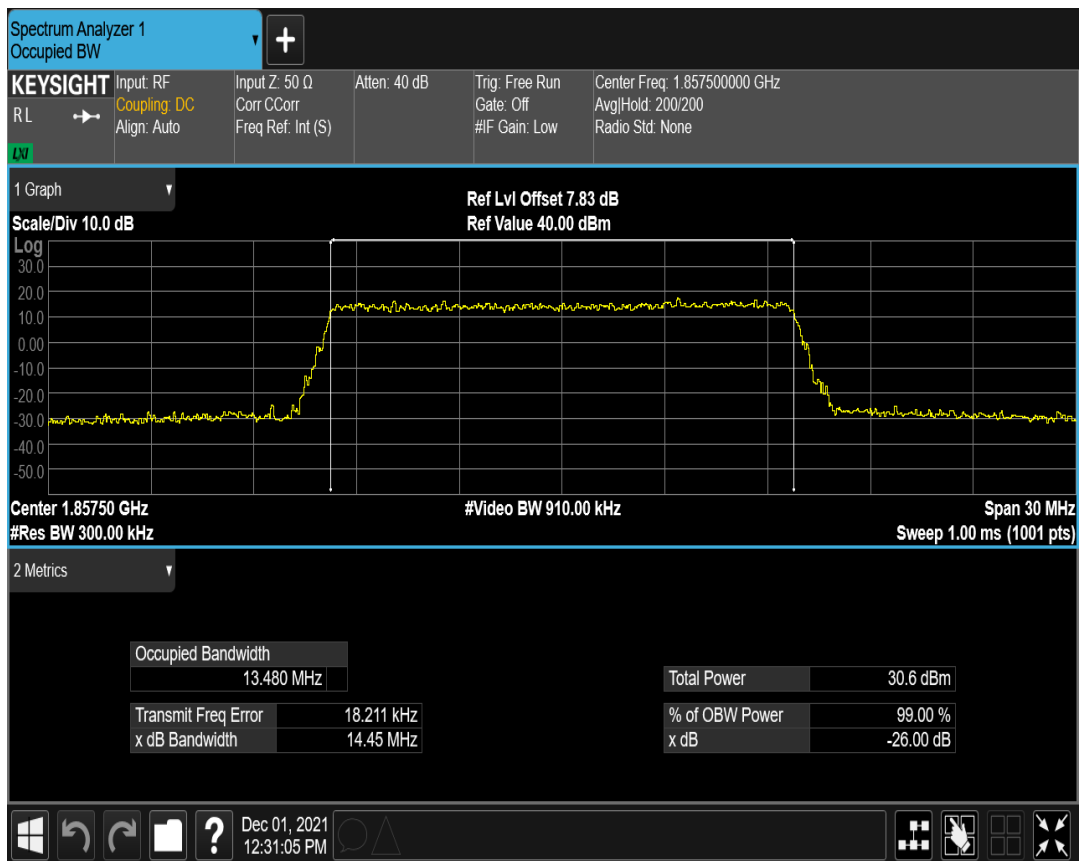 Spectrum Analyzer 1
Occupied BW
+
KEYSIGHT
RL
LXI
Input: RF
Coupling: DC
Align: Auto
Input Z: 50 Ω
Corr CCorr
Freq Ref: Int (S)
Atten: 40 dB
Trig: Free Run
Gate: Off
#IF Gain: Low
Center Freq: 1.857500000 GHz
Avg|Hold: 200/200
Radio Std: None
1 Graph
Scale/Div 10.0 dB
Ref Lvl Offset 7.83 dB
Ref Value 40.00 dBm
Log
30.0
20.0
10.0
0.00
-10.0
-20.0
-30.0
-40.0
-50.0
Center 1.85750 GHz
#Res BW 300.00 kHz
#Video BW 910.00 kHz
Span 30 MHz
Sweep 1.00 ms (1001 pts)
2 Metrics
Occupied Bandwidth
13.480 MHz
Transmit Freq Error 18.211 kHz
x dB Bandwidth 14.45 MHz
Total Power 30.6 dBm
% of OBW Power 99.00 %
x dB -26.00 dB
?
Dec 01, 2021
12:31:05 PM